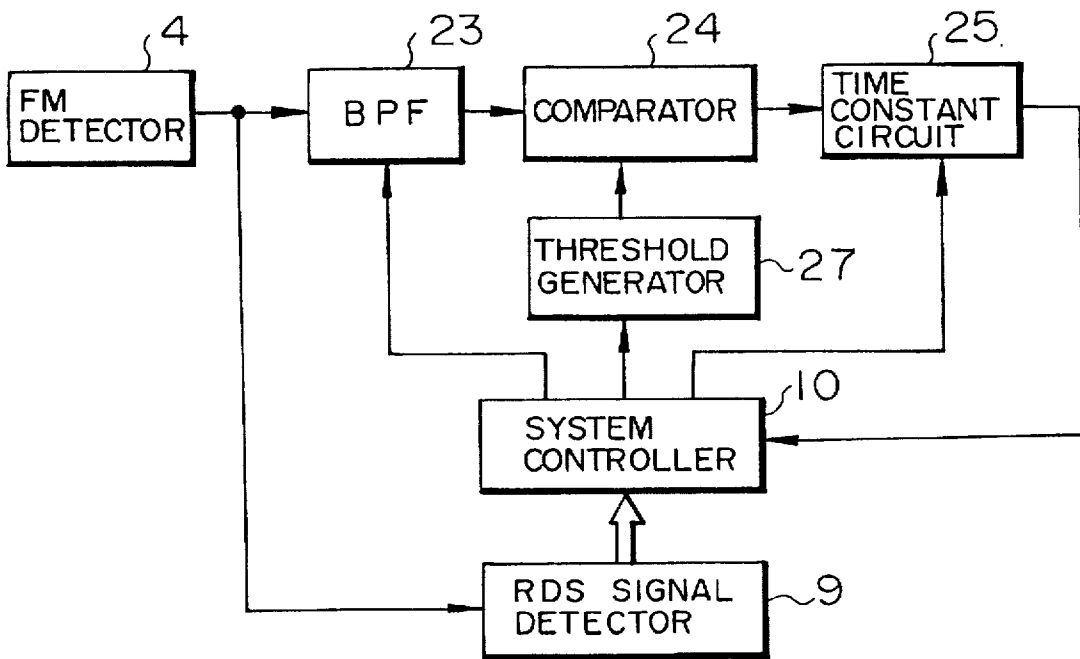 4
23
24
25
FM
DETECTOR
BPF
COMPARATOR
TIME
CONSTANT
CIRCUIT
THRESHOLD
GENERATOR
27
10
SYSTEM
CONTROLLER
RDS SIGNAL
DETECTOR
9